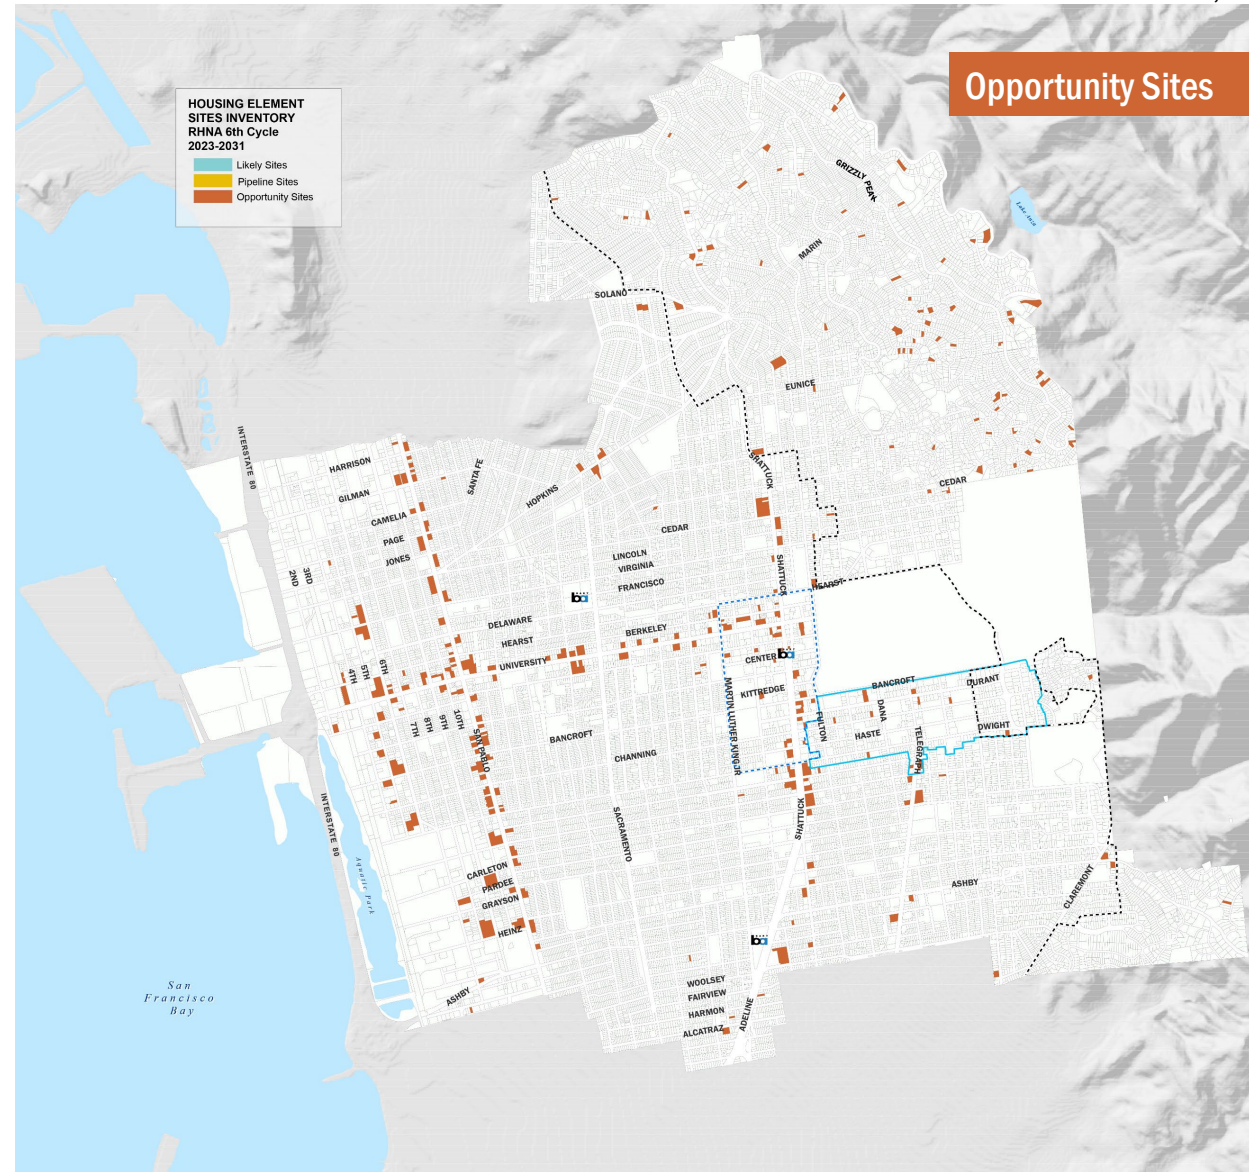 Opportunity Sites
HOUSING ELEMENT
SITES INVENTORY
RHNA 6th Cycle
2023-2031
Likely Sites
Pipeline Sites
Opportunity Sites
GRIZZLY PEAK
Lake Anza
MARIN
SOLANO
EUNICE
INTERSTATE 80
HARRISON
SANTA FE
SHATTUCK
GILMAN
HOPKINS
CEDAR
CAMELIA
CEDAR
PAGE
JONES
LINCOLN
VIRGINIA
FRANCISCO
SHATTUCK
HEARST
2ND
3RD
DELAWARE
HEARST
BERKELEY
UNIVERSITY
CENTER
4TH
5TH
6TH
KITTREDGE
MARTIN LUTHER KING JR
BANCROFT
DURANT
DANA
FULTON
7TH
8TH
9TH
10TH
SAN PABLO
BANCROFT
HASTE
TELEGRAPH
DWIGHT
CHANNING
INTERSTATE 80
SACRAMENTO
SHATTUCK
Aquatic Park
CARLETON
PARDEE
GRAYSON
HEINZ
ASHBY
CLAREMONT
ba
ba
ba
San
Francisco
Bay
ASHBY
WOOLSEY
FAIRVIEW
HARMON
ALCATRAZ
ADELINE